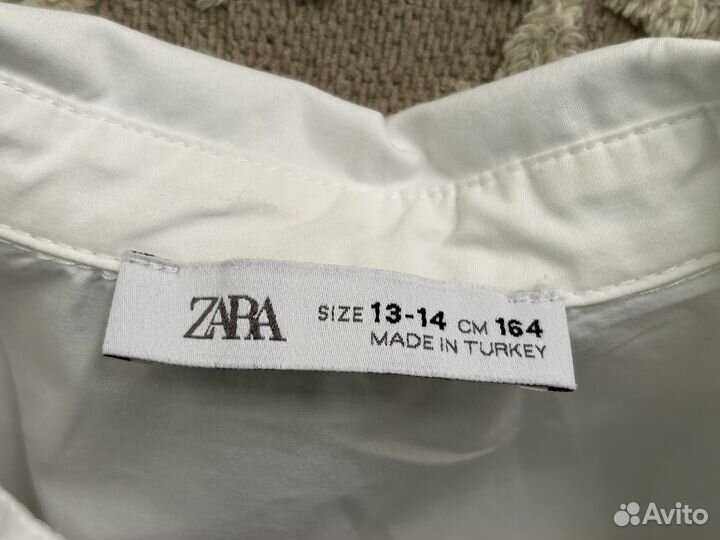 ZARA
SIZE 13-14 CM 164
MADE IN TURKEY
Avito